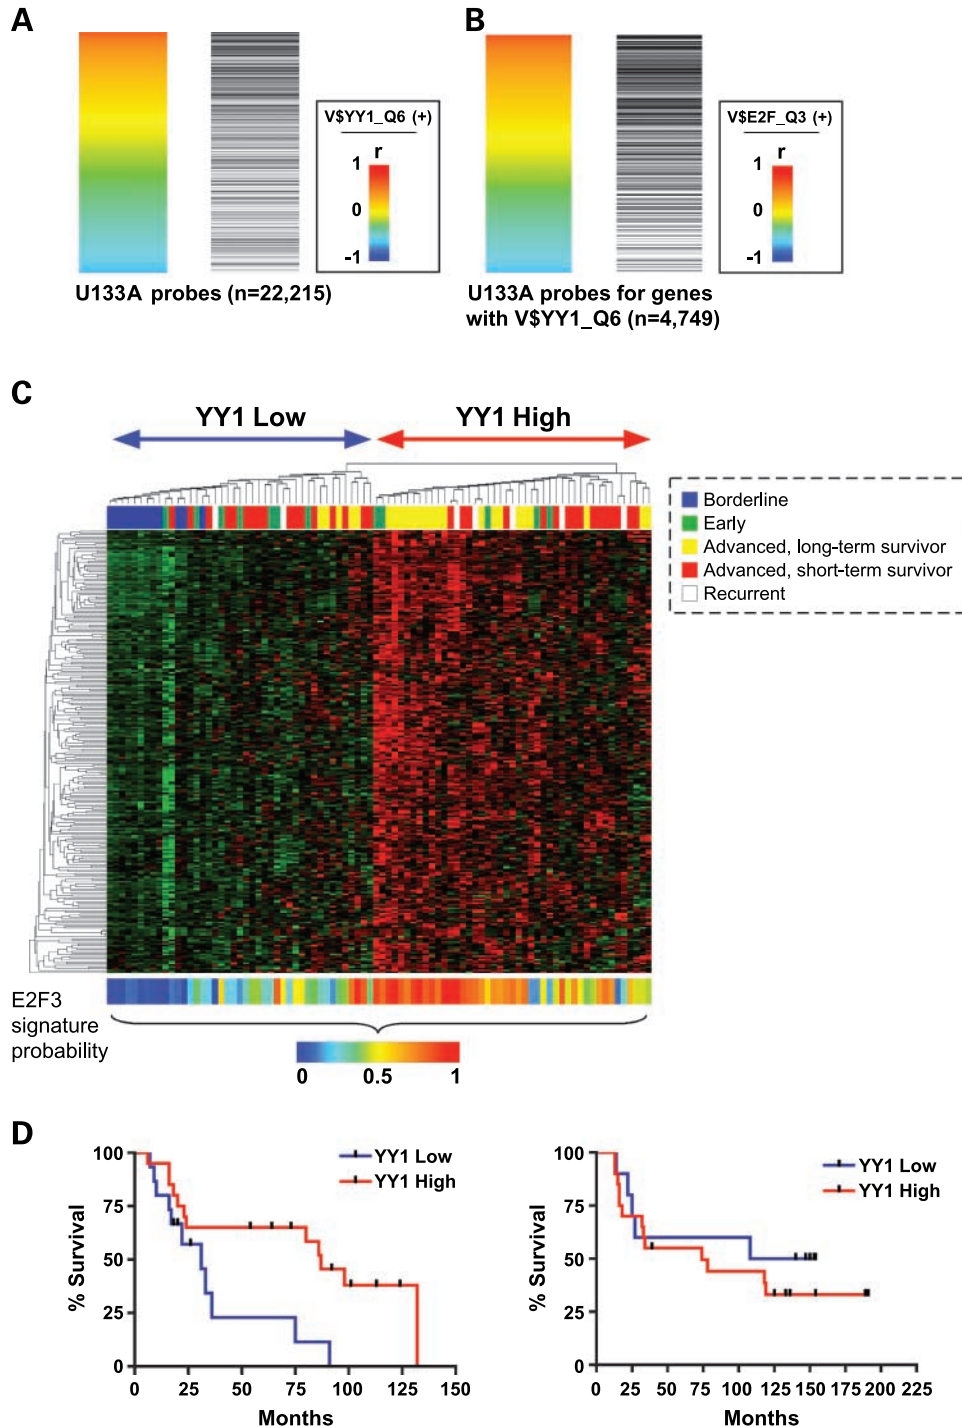 A
B
V$YY1_Q6 (+)
r
1
0
-1
V$E2F_Q3 (+)
r
1
0
-1
U133A probes (n=22,215)
U133A probes for genes
with V$YY1_Q6 (n=4,749)
C
YY1 Low
YY1 High
Borderline
Early
Advanced, long-term survivor
Advanced, short-term survivor
Recurrent
E2F3
signature
probability
0 0.5 1
D
100
75
50
25
0
% Survival
YY1 Low
YY1 High
0 25 50 75 100 125 150
Months
100
75
50
25
0
% Survival
YY1 Low
YY1 High
0 25 50 75 100 125 150 175 200 225
Months